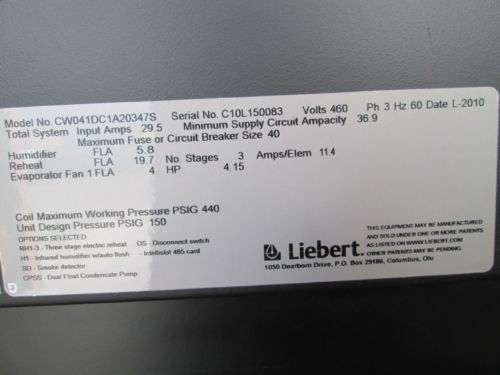 Model No. CW041DC1A20347S Serial No. C10L150083 Volts 460 Ph 3 Hz 60 Date L-2010
Total System Input Amps 29.5 Minimum Supply Circuit Ampacity 36.9
Maximum Fuse or Circuit Breaker Size 40
Humidifier FLA 5.8
Reheat FLA 19.7 No. Stages 3 Amps/Elem 11.4
Evaporator Fan 1 FLA 4 HP 4.15
Coil Maximum Working Pressure PSIG 440
Unit Design Pressure PSIG 150
OPTIONS SELECTED
RH1-3 - Three stage electric reheat DS - Disconnect switch
H1 - Infrared humidifier w/auto flush - Intellislot 485 card
SD - Smoke detector
CPSS - Dual Float Condensate Pump
Liebert.
1050 Dearborn Drive, P.O. Box 29186, Columbus, Ohi
THIS EQUIPMENT MAY BE MANUFACTURED
AND SOLD UNDER ONE OR MORE PATENTS
AS LISTED ON WWW.LIEBERT.COM.
OTHER PATENTS MAY BE PENDING